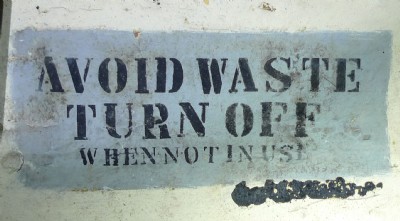 AVOID WASTE
TURN OFF
WHEN NOT IN USE